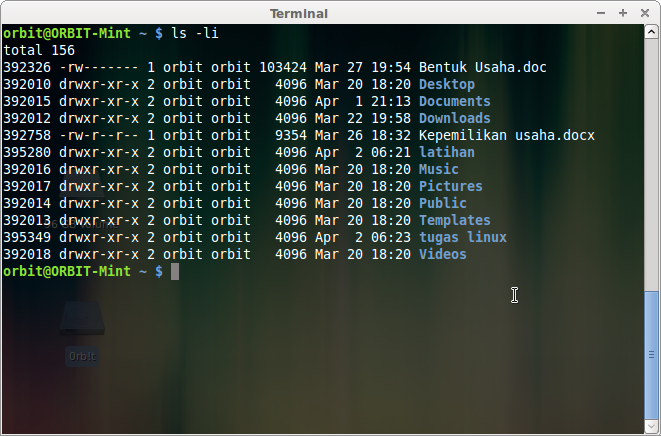 Terminal
orbit@ORBIT-Mint ~ $ ls -li
total 156
392326 -rw------- 1 orbit orbit 103424 Mar 27 19:54 Bentuk Usaha.doc
392010 drwxr-xr-x 2 orbit orbit   4096 Mar 20 18:20 Desktop
392015 drwxr-xr-x 2 orbit orbit   4096 Apr  1 21:13 Documents
392012 drwxr-xr-x 2 orbit orbit   4096 Mar 22 19:58 Downloads
392758 -rw-r--r-- 1 orbit orbit   9354 Mar 26 18:32 Kepemilikan usaha.docx
395280 drwxr-xr-x 2 orbit orbit   4096 Apr  2 06:21 latihan
392016 drwxr-xr-x 2 orbit orbit   4096 Mar 20 18:20 Music
392017 drwxr-xr-x 2 orbit orbit   4096 Mar 20 18:20 Pictures
392014 drwxr-xr-x 2 orbit orbit   4096 Mar 20 18:20 Public
392013 drwxr-xr-x 2 orbit orbit   4096 Mar 20 18:20 Templates
395349 drwxr-xr-x 2 orbit orbit   4096 Apr  2 06:23 tugas linux
392018 drwxr-xr-x 2 orbit orbit   4096 Mar 20 18:20 Videos
orbit@ORBIT-Mint ~ $
Orb!t